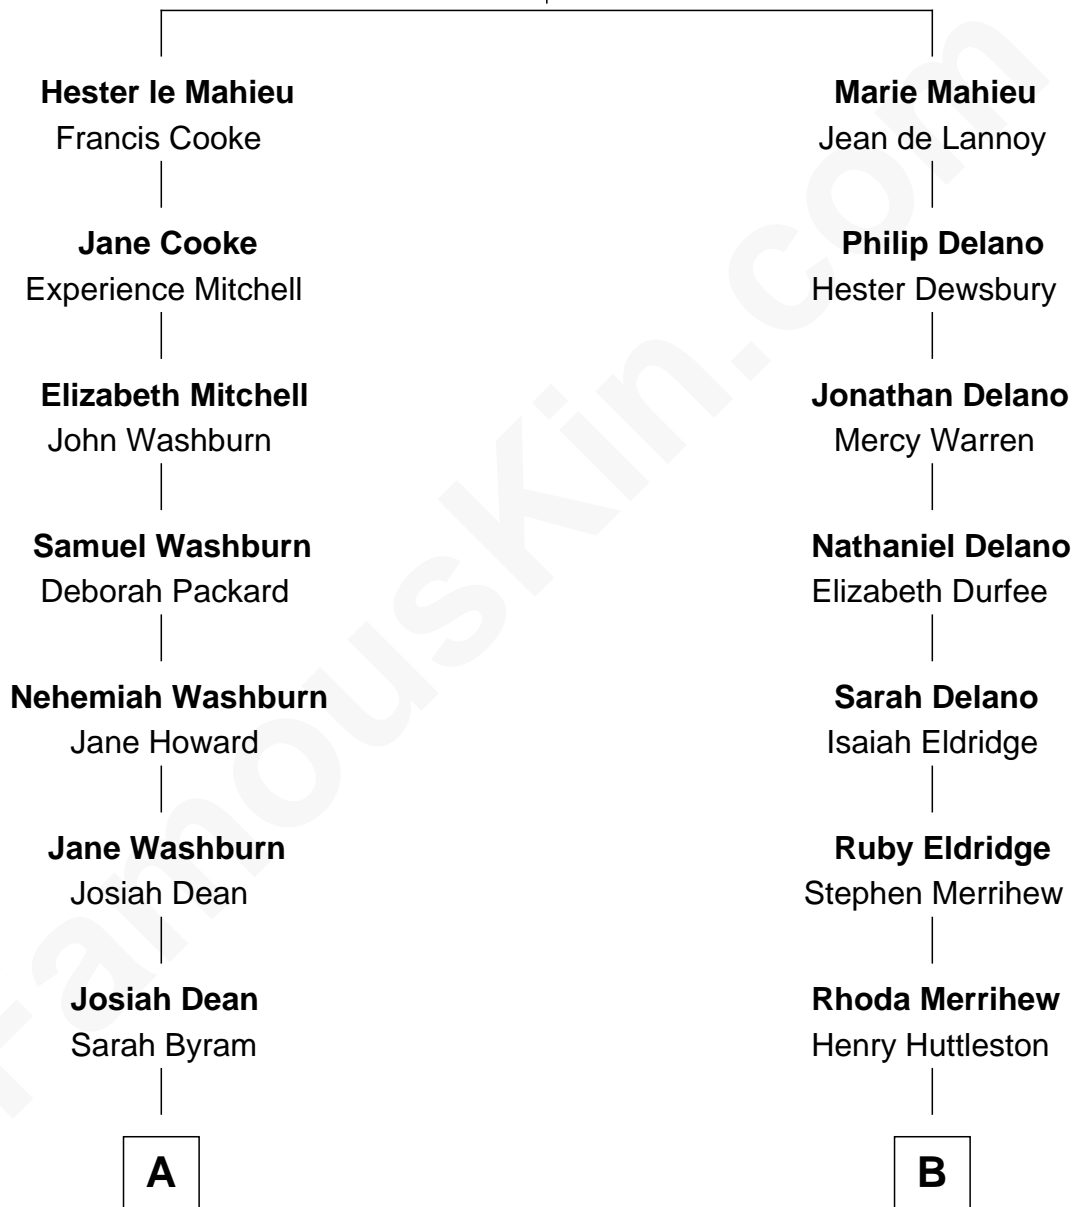 Hester le Mahieu
Francis Cooke
Jane Cooke
Experience Mitchell
Elizabeth Mitchell
John Washburn
Samuel Washburn
Deborah Packard
Nehemiah Washburn
Jane Howard
Jane Washburn
Josiah Dean
Josiah Dean
Sarah Byram
A
Marie Mahieu
Jean de Lannoy
Philip Delano
Hester Dewsbury
Jonathan Delano
Mercy Warren
Nathaniel Delano
Elizabeth Durfee
Sarah Delano
Isaiah Eldridge
Ruby Eldridge
Stephen Merrihew
Rhoda Merrihew
Henry Huttleston
B
FamousKin.com